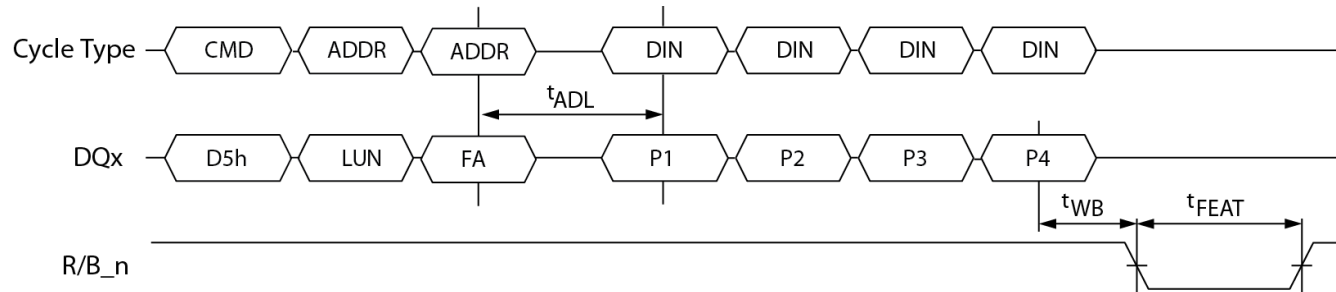 Cycle Type CMD ADDR ADDR DIN DIN DIN DIN
tADL
DQx D5h LUN FA P1 P2 P3 P4
tWB tFEAT
R/B_n